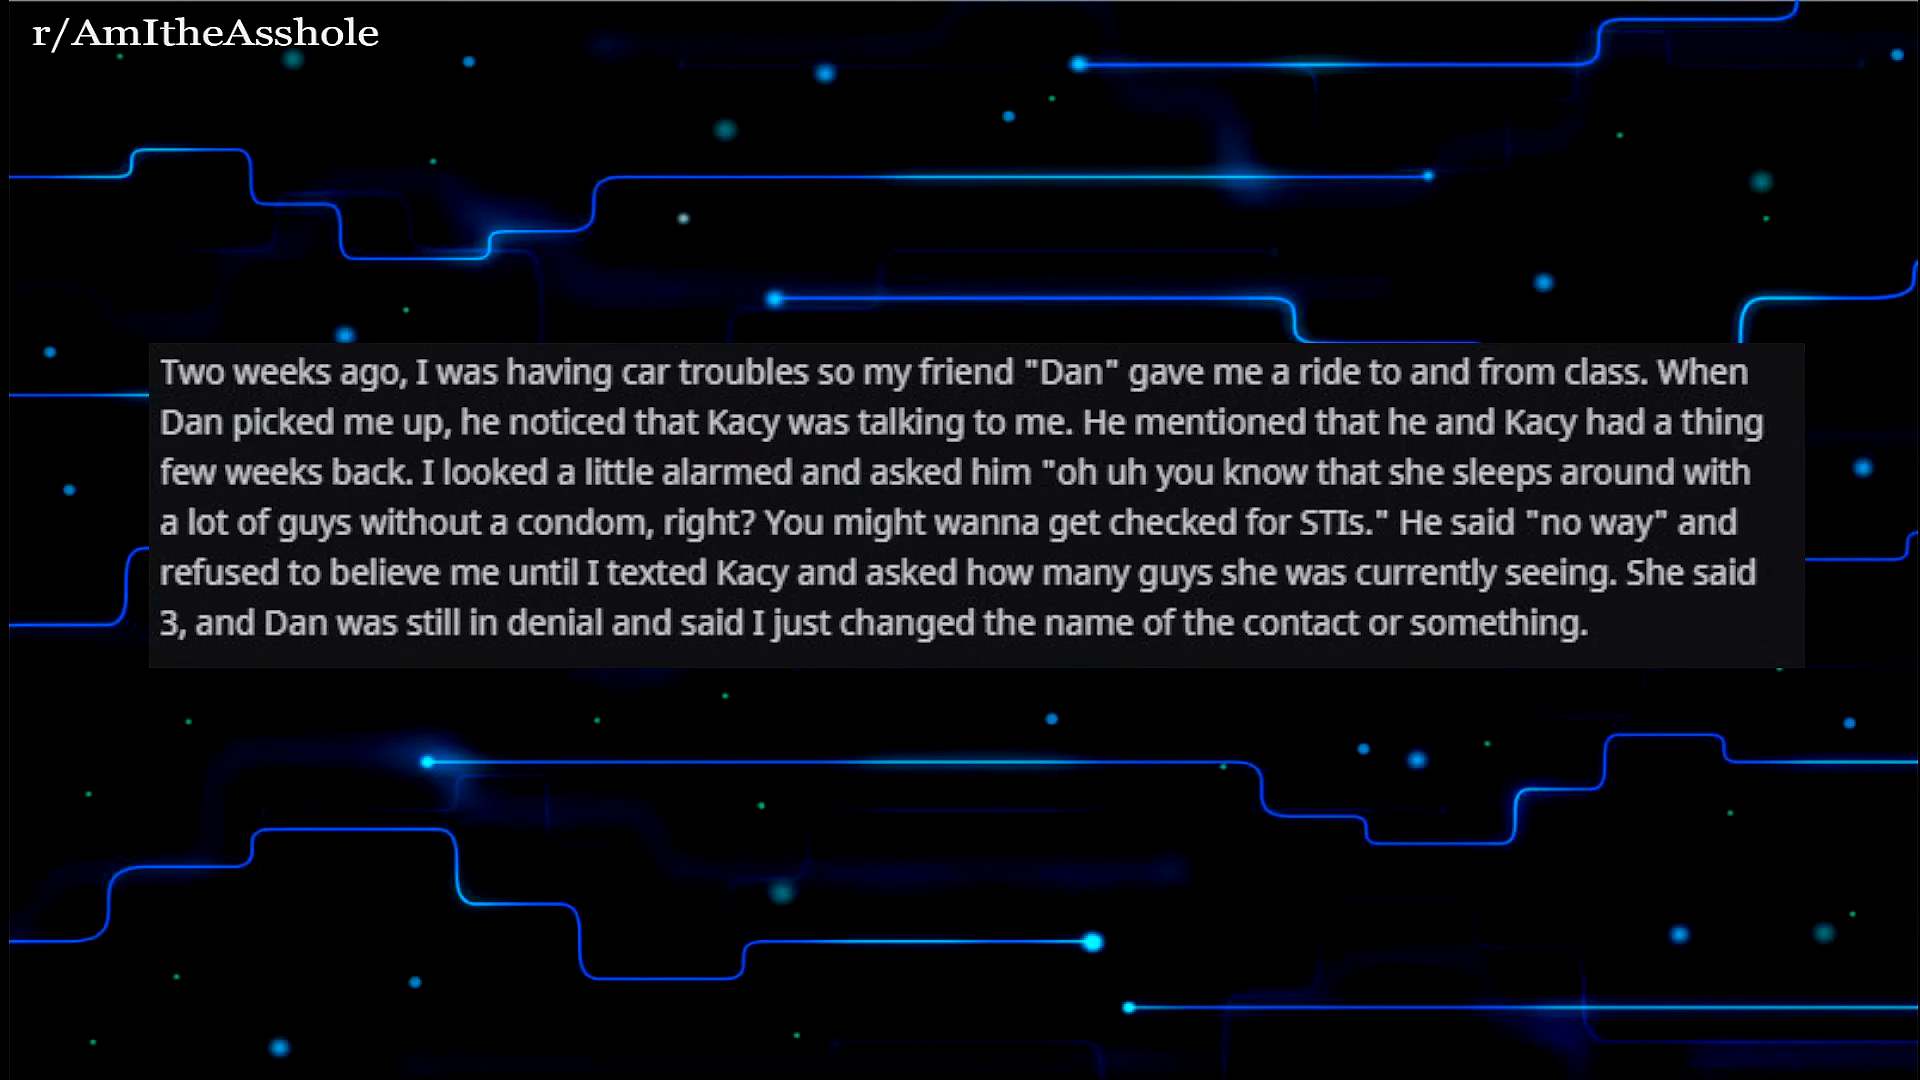 r/AmItheAsshole
Two weeks ago, I was having car troubles so my friend "Dan" gave me a ride to and from class. When
Dan picked me up, he noticed that Kacy was talking to me. He mentioned that he and Kacy had a thing
few weeks back. I looked a little alarmed and asked him "oh uh you know that she sleeps around with
a lot of guys without a condom, right? You might wanna get checked for STIs." He said "no way" and
refused to believe me until I texted Kacy and asked how many guys she was currently seeing. She said
3, and Dan was still in denial and said I just changed the name of the contact or something.